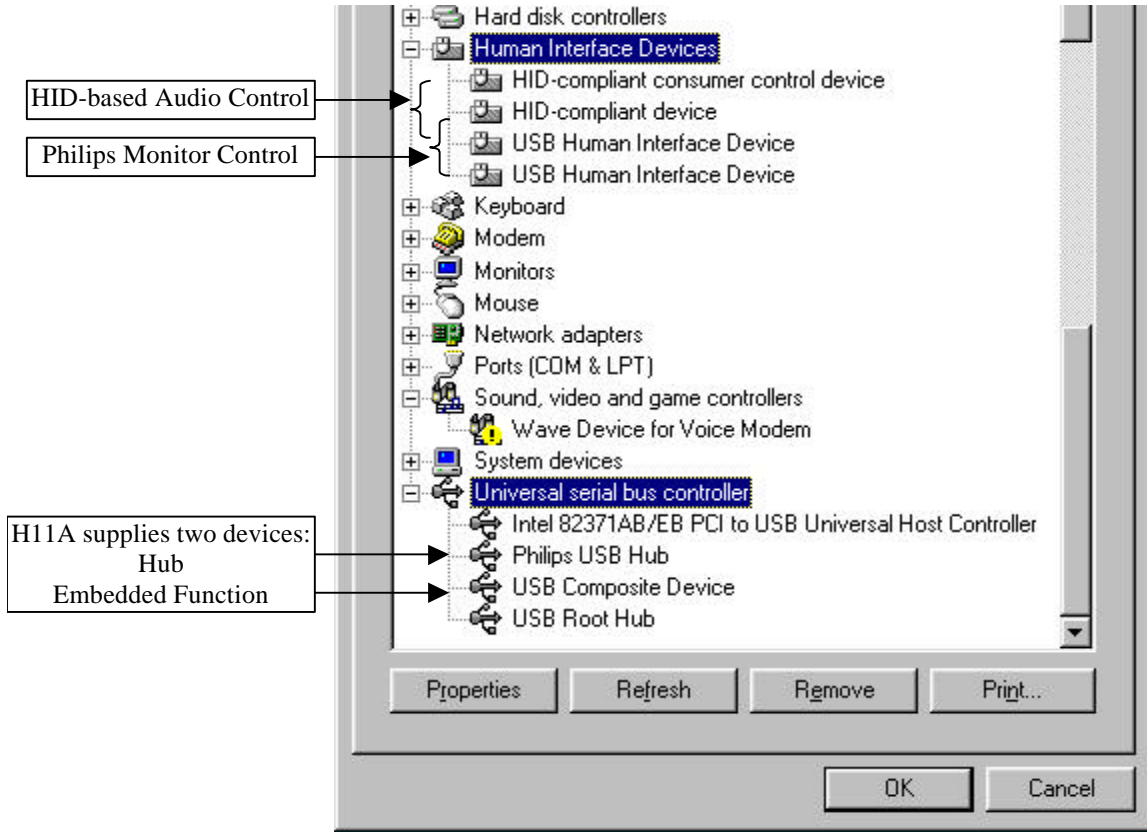 Hard disk controllers
Human Interface Devices
HID-compliant consumer control device
HID-based Audio Control
HID-compliant device
USB Human Interface Device
Philips Monitor Control
USB Human Interface Device
Keyboard
Modem
Monitors
Mouse
Network adapters
Ports (COM & LPT)
Sound, video and game controllers
Wave Device for Voice Modem
System devices
Universal serial bus controller
Intel 82371AB/EB PCI to USB Universal Host Controller
H11A supplies two devices:
Hub
Embedded Function
Philips USB Hub
USB Composite Device
USB Root Hub
Properties
Refresh
Remove
Print...
OK
Cancel